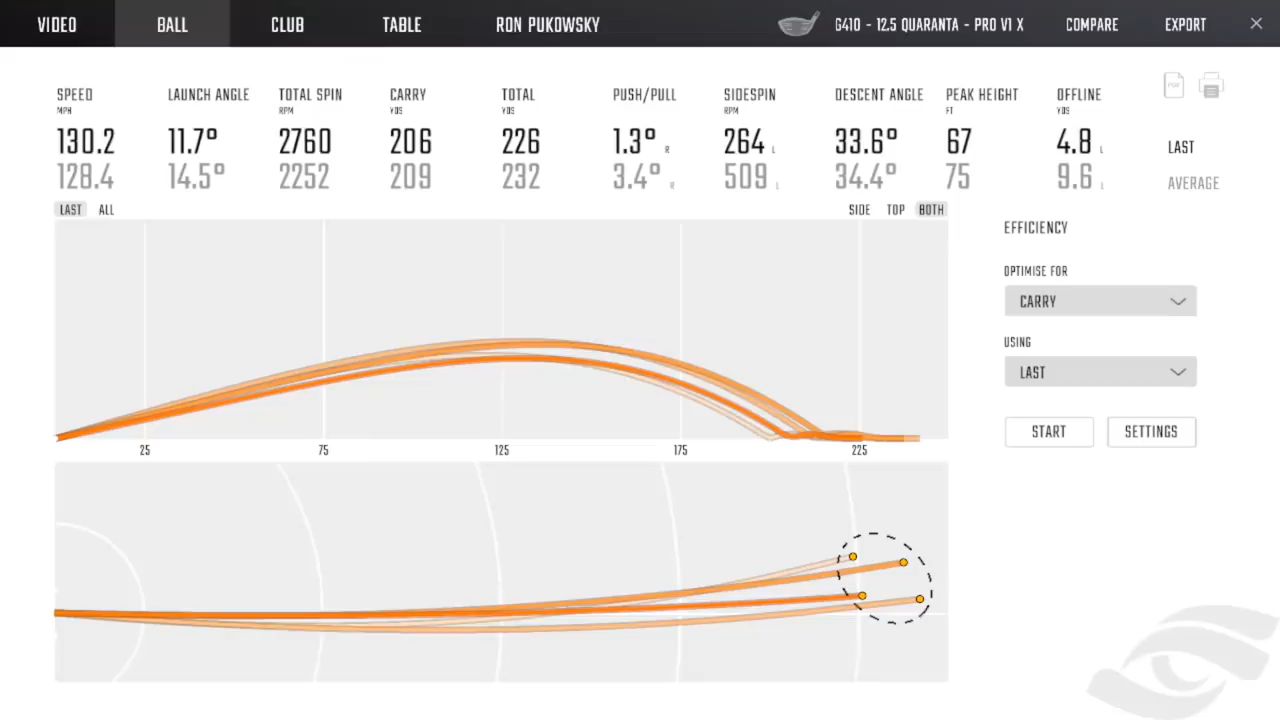 VIDEO BALL CLUB TABLE RON PUKOWSKY G410 - 12.5 QUARANTA - PRO V1 X COMPARE EXPORT ×
SPEED LAUNCH ANGLE TOTAL SPIN CARRY TOTAL PUSH/PULL SIDESPIN DESCENT ANGLE PEAK HEIGHT OFFLINE
MPH RPM YDS YDS RPM FT YDS
130.2 11.7° 2760 206 226 1.3° R 264 L 33.6° 67 4.8 L LAST
128.4 14.5° 2252 209 232 3.4° R 509 L 34.4° 75 9.6 L AVERAGE
LAST ALL SIDE TOP BOTH
EFFICIENCY
OPTIMISE FOR
CARRY
USING
LAST
START SETTINGS
25 75 125 175 225
PDF